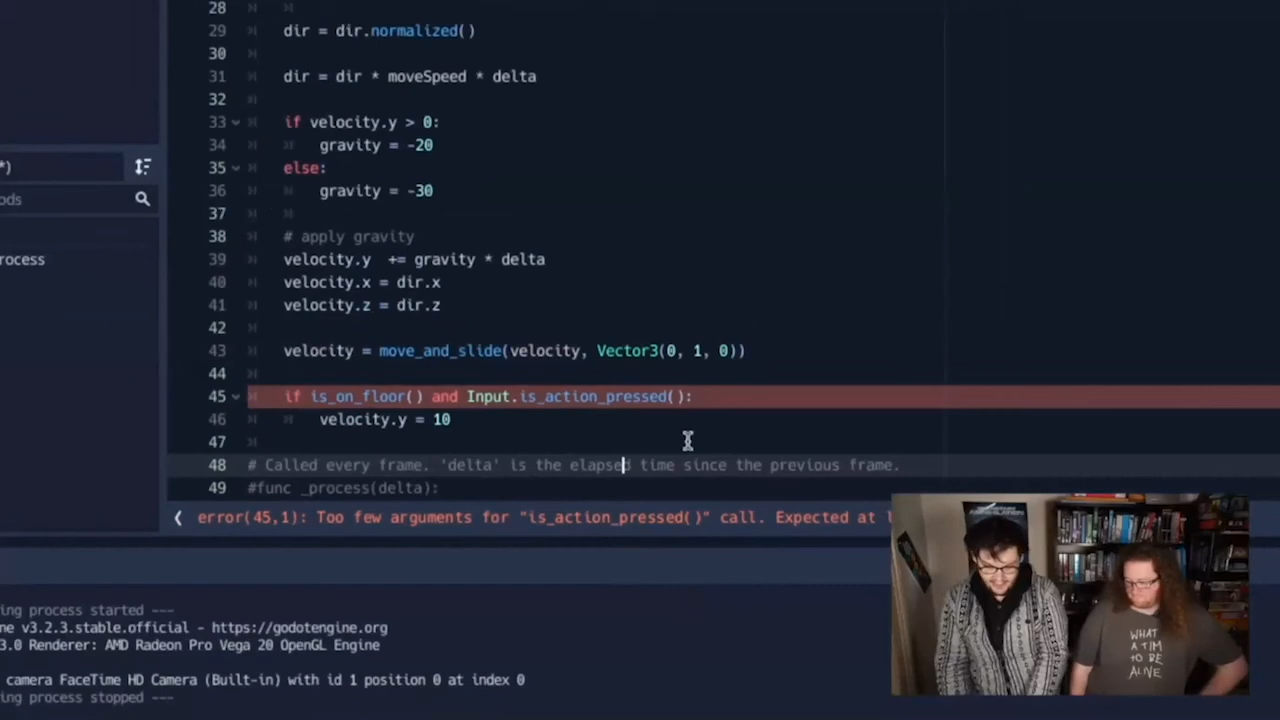 28
29 dir = dir.normalized()
30
31 dir = dir * moveSpeed * delta
32
33 if velocity.y > 0:
34 gravity = -20
35 else:
36 gravity = -30
37
38 # apply gravity
39 velocity.y += gravity * delta
40 velocity.x = dir.x
41 velocity.z = dir.z
42
43 velocity = move_and_slide(velocity, Vector3(0, 1, 0))
44
45 if is_on_floor() and Input.is_action_pressed():
46 velocity.y = 10
47
48 # Called every frame. 'delta' is the elapsed time since the previous frame.
49 #func _process(delta):
*)
ods
rocess
error(45,1): Too few arguments for "is_action_pressed()" call. Expected at l
ing process started ---
ne v3.2.3.stable.official - https://godotengine.org
3.0 Renderer: AMD Radeon Pro Vega 20 OpenGL Engine
camera FaceTime HD Camera (Built-in) with id 1 position 0 at index 0
ing process stopped ---
WHAT
A TIM
TO BE
ALIVE